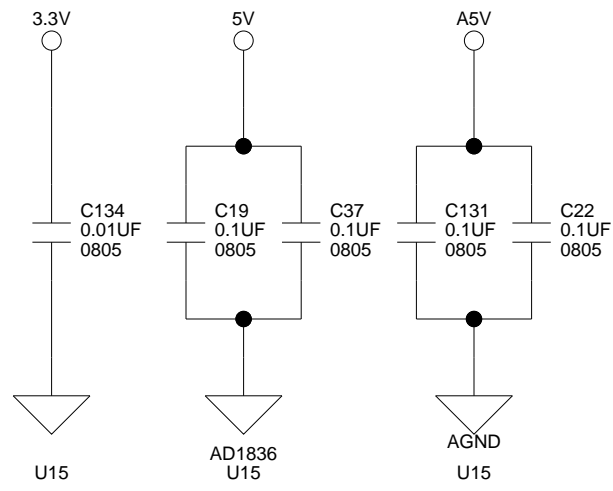 3.3V
5V
A5V
C134
0.01UF
0805
C19
0.1UF
0805
C37
0.1UF
0805
C131
0.1UF
0805
C22
0.1UF
0805
U15
AD1836
U15
AGND
U15